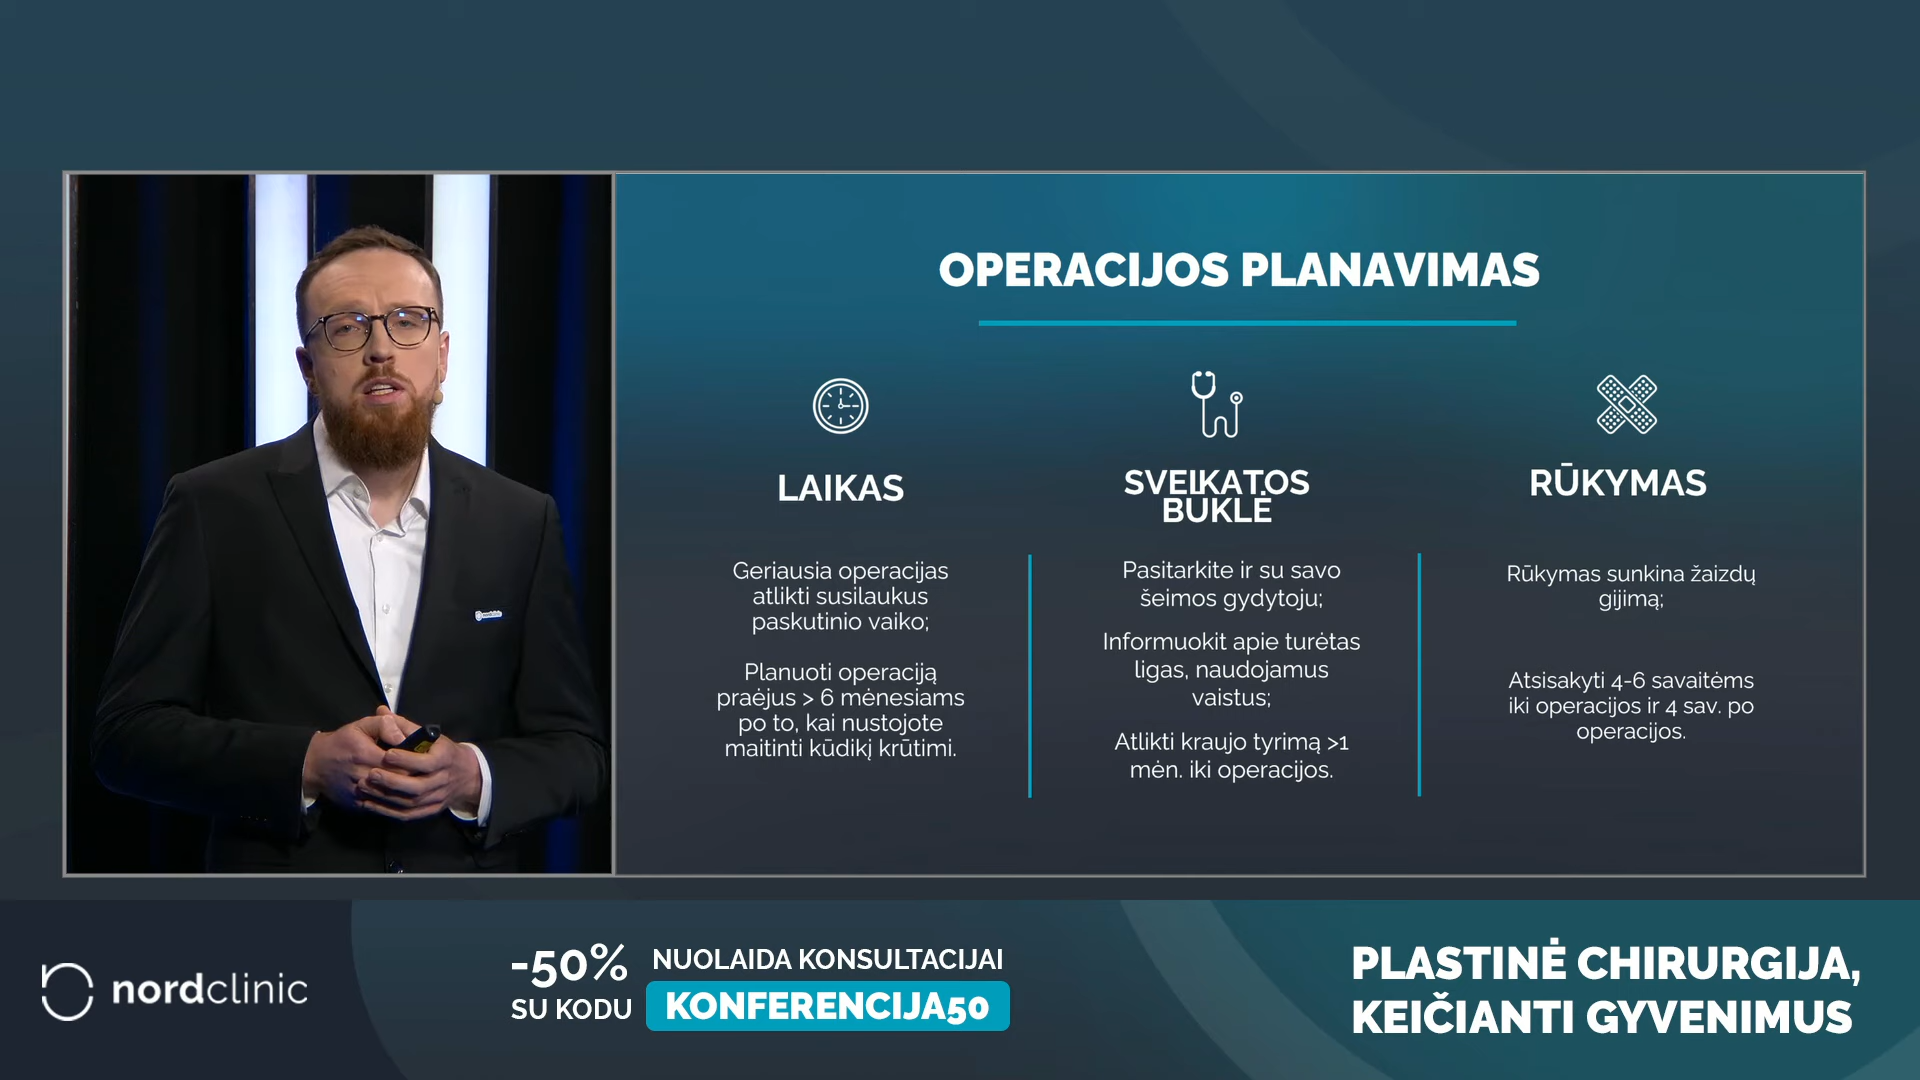 OPERACIJOS PLANAVIMAS
LAIKAS
Geriausia operacijas
atlikti susilaukus
paskutinio vaiko;
Planuoti operaciją
praėjus > 6 mėnesiams
po to, kai nustojote
maitinti kūdikį krūtimi.
SVEIKATOS
BŪKLĖ
Pasitarkite ir su savo
šeimos gydytoju;
Informuokit apie turėtas
ligas, naudojamus
vaistus;
Atlikti kraujo tyrimą >1
mėn. iki operacijos.
RŪKYMAS
Rūkymas sunkina žaizdų
gijimą;
Atsisakyti 4-6 savaitėms
iki operacijos ir 4 sav. po
operacijos.
nordclinic
nordclinic
-50% NUOLAIDA KONSULTACIJAI
SU KODU KONFERENCIJA50
PLASTINĖ CHIRURGIJA,
KEIČIANTI GYVENIMUS